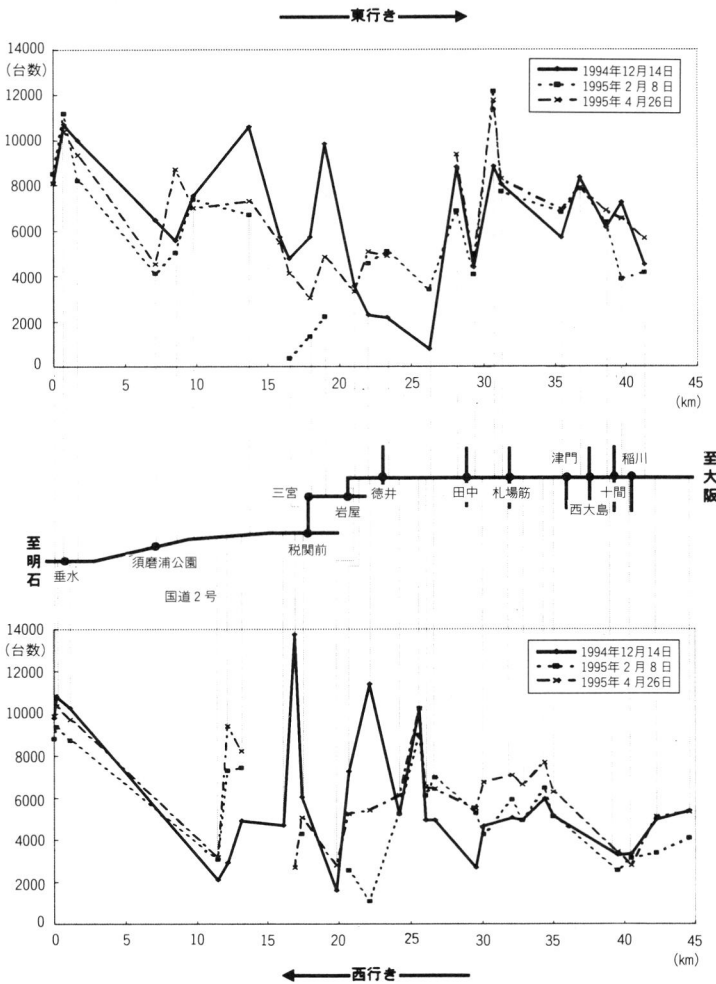 東行き
14000
(台数)
12000
10000
8000
6000
4000
2000
0
1994年12月14日
1995年 2 月 8 日
1995年 4 月26日
0 5 10 15 20 25 30 35 40 45
(km)
至明石
垂水
須磨浦公園
国道 2 号
税関前
三宮
岩屋
徳井
田中
札場筋
津門
西大島
十間
稲川
至大阪
14000
(台数)
12000
10000
8000
6000
4000
2000
0
1994年12月14日
1995年 2 月 8 日
1995年 4 月26日
0 5 10 15 20 25 30 35 40 45
(km)
西行き